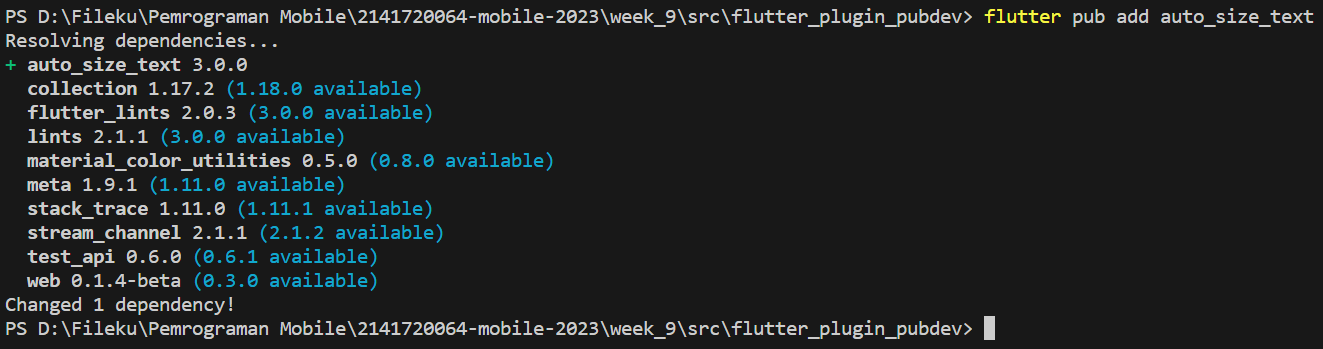 PS D:\Fileku\Pemrograman Mobile\2141720064-mobile-2023\week_9\src\flutter_plugin_pubdev> flutter pub add auto_size_text
Resolving dependencies...
+ auto_size_text 3.0.0
  collection 1.17.2 (1.18.0 available)
  flutter_lints 2.0.3 (3.0.0 available)
  lints 2.1.1 (3.0.0 available)
  material_color_utilities 0.5.0 (0.8.0 available)
  meta 1.9.1 (1.11.0 available)
  stack_trace 1.11.0 (1.11.1 available)
  stream_channel 2.1.1 (2.1.2 available)
  test_api 0.6.0 (0.6.1 available)
  web 0.1.4-beta (0.3.0 available)
Changed 1 dependency!
PS D:\Fileku\Pemrograman Mobile\2141720064-mobile-2023\week_9\src\flutter_plugin_pubdev>